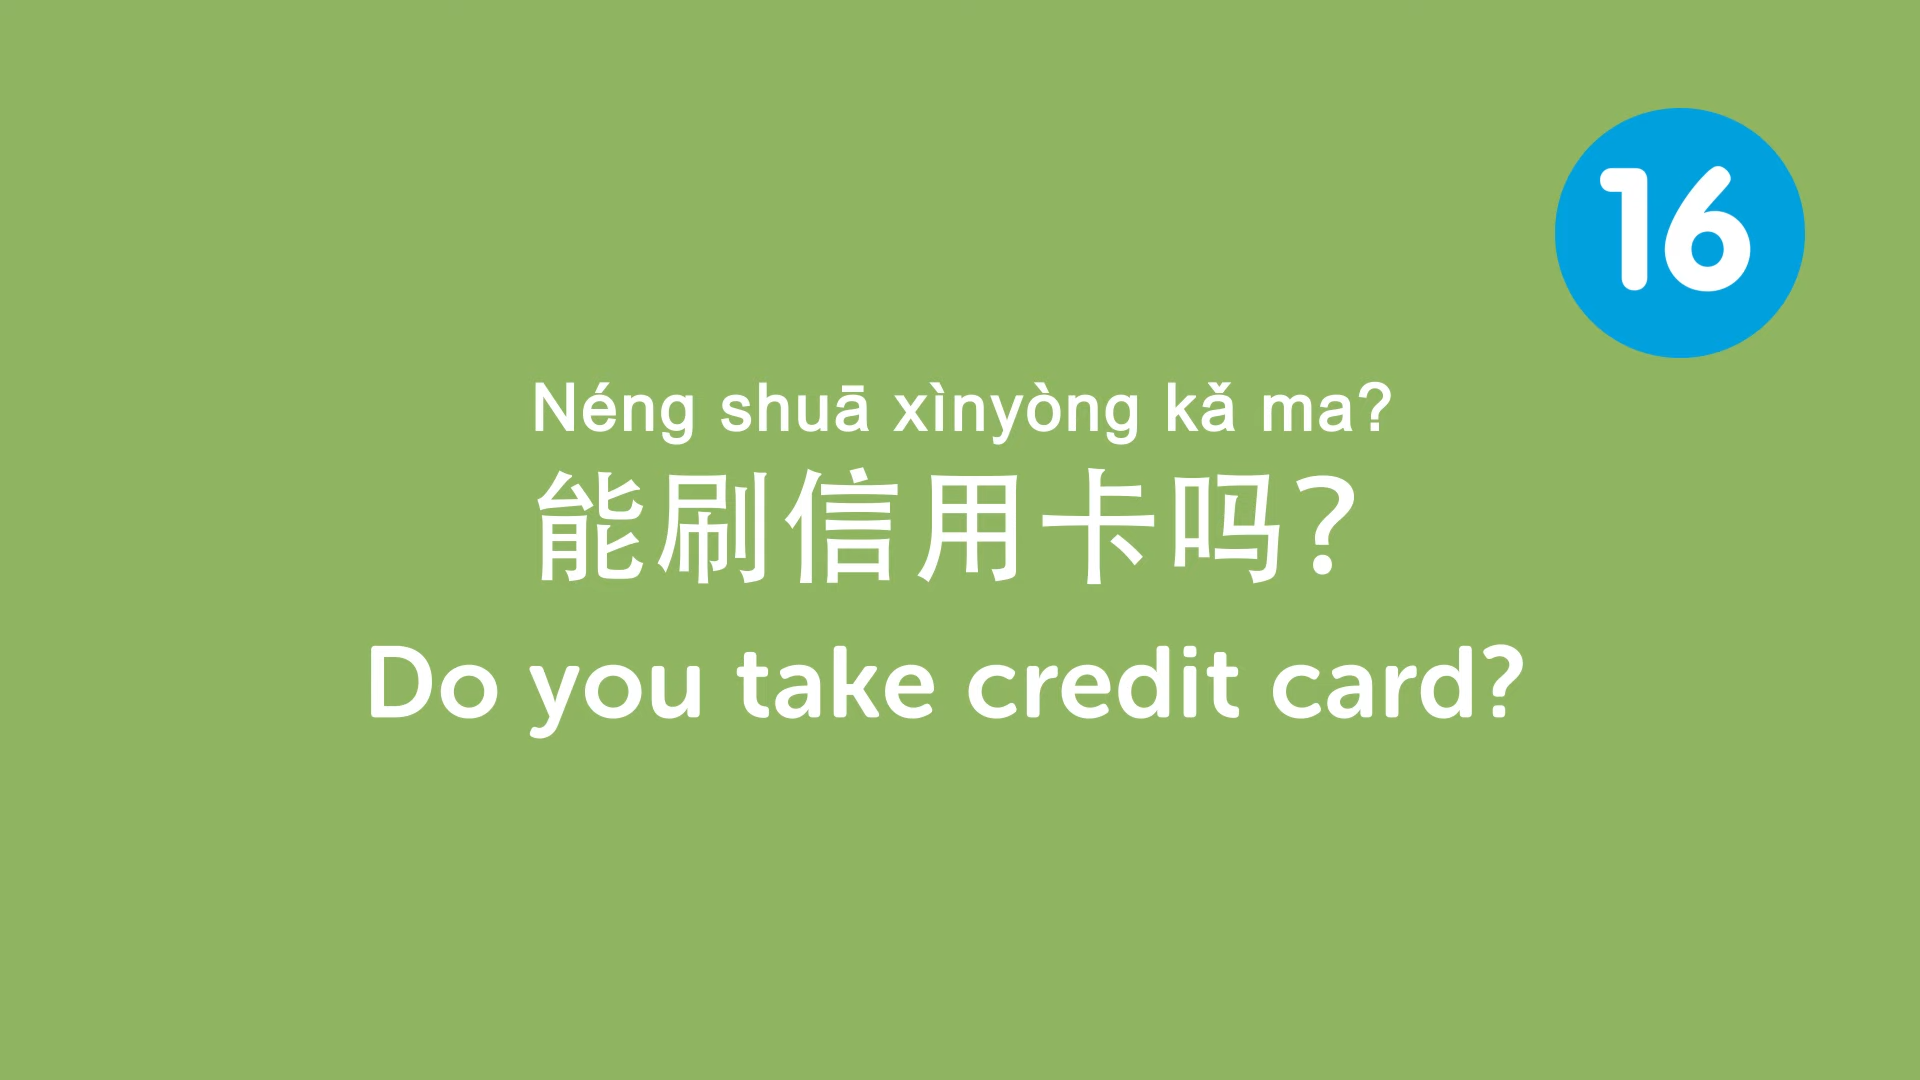 16
Néng shuā xìnyòng kǎ ma?
能刷信用卡吗?
Do you take credit card?